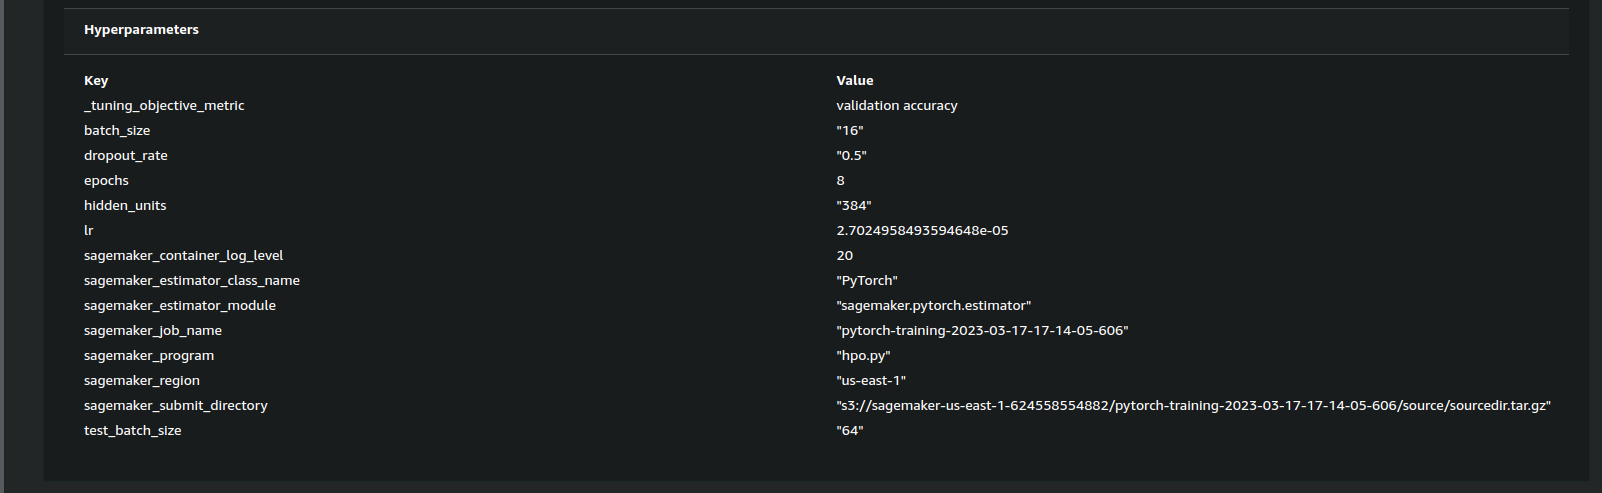 Hyperparameters
Key Value
_tuning_objective_metric validation accuracy
batch_size "16"
dropout_rate "0.5"
epochs 8
hidden_units "384"
lr 2.7024958493594648e-05
sagemaker_container_log_level 20
sagemaker_estimator_class_name "PyTorch"
sagemaker_estimator_module "sagemaker.pytorch.estimator"
sagemaker_job_name "pytorch-training-2023-03-17-17-14-05-606"
sagemaker_program "hpo.py"
sagemaker_region "us-east-1"
sagemaker_submit_directory "s3://sagemaker-us-east-1-624558554882/pytorch-training-2023-03-17-17-14-05-606/source/sourcedir.tar.gz"
test_batch_size "64"